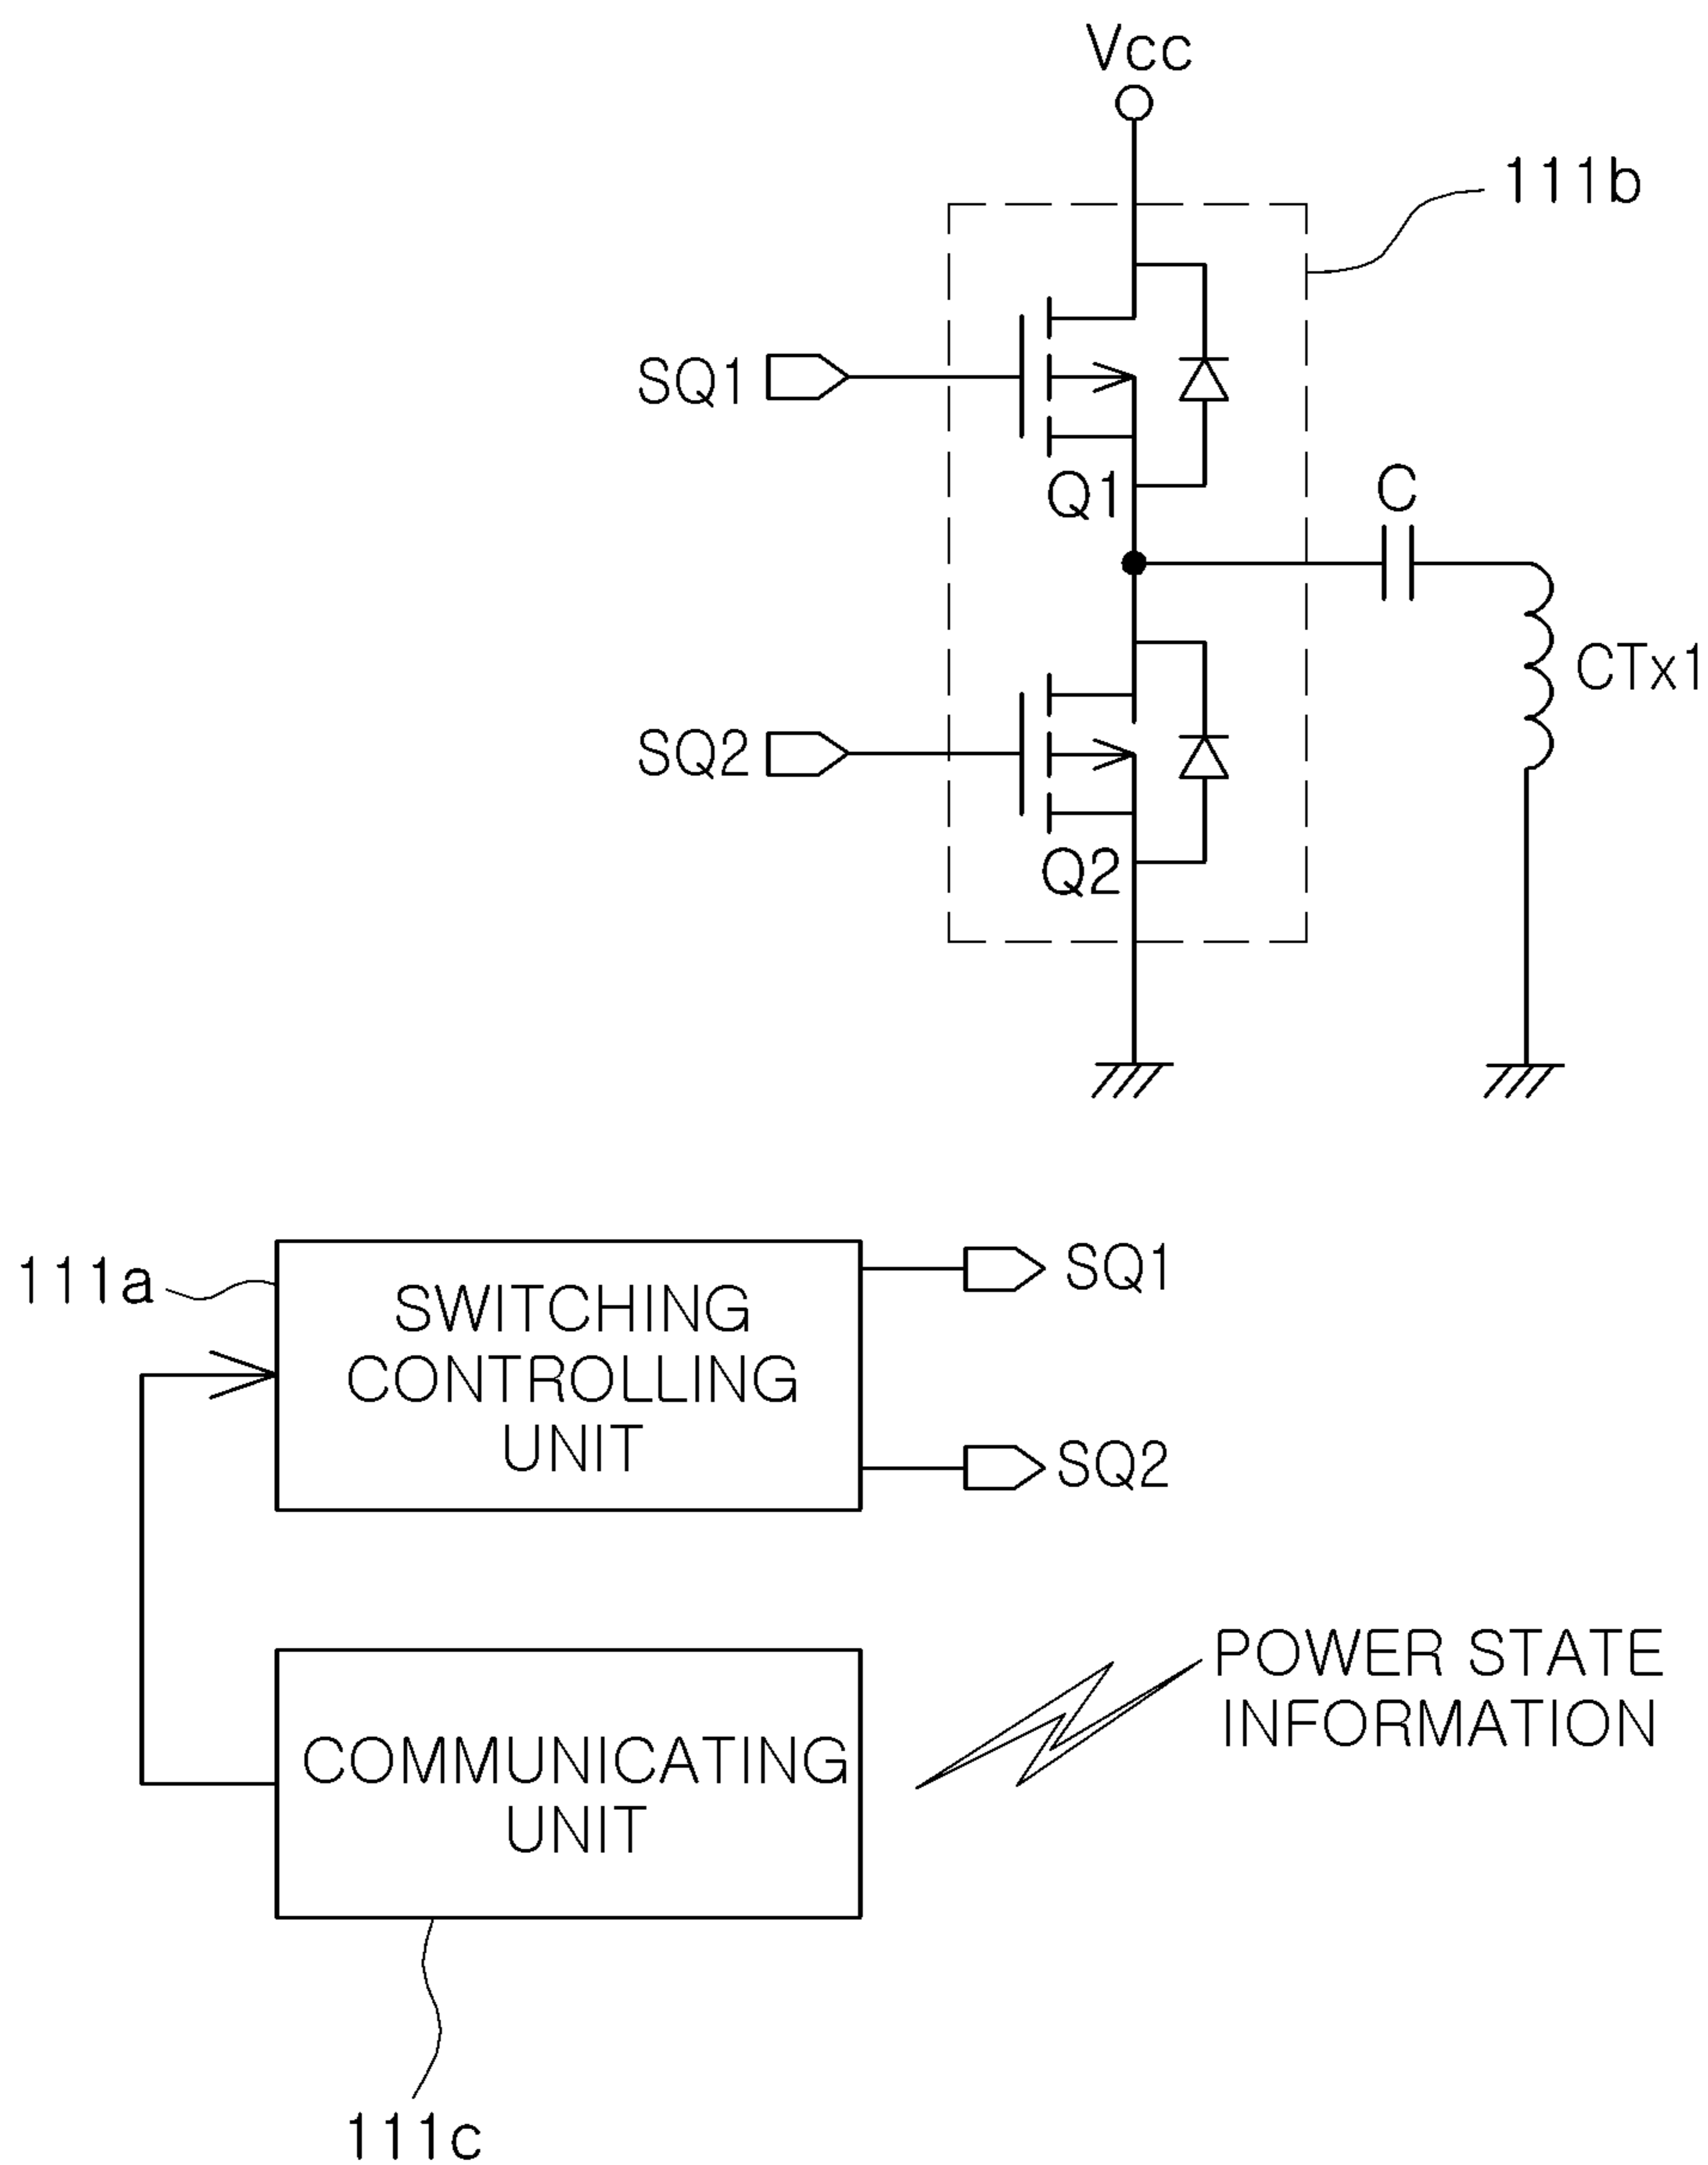 Vcc
111b
SQ1
Q1
C
CTx1
SQ2
Q2
111a
SWITCHING
CONTROLLING
UNIT
SQ1
SQ2
COMMUNICATING
UNIT
POWER STATE
INFORMATION
111c